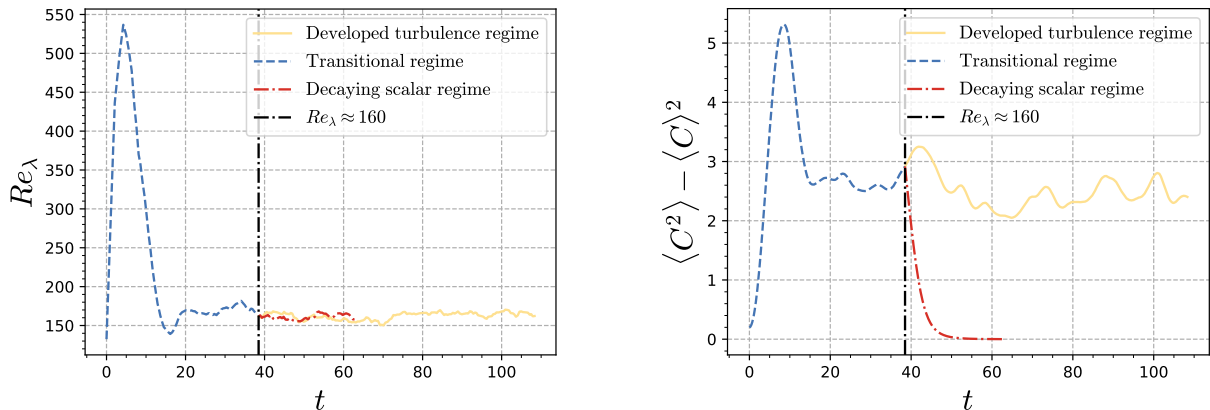 550
500
450
400
350
300
250
200
150
Re_λ
0 20 40 60 80 100
t
Developed turbulence regime
Transitional regime
Decaying scalar regime
Re_λ ≈ 160
5
4
3
2
1
0
⟨C²⟩ − ⟨C⟩²
0 20 40 60 80 100
t
Developed turbulence regime
Transitional regime
Decaying scalar regime
Re_λ ≈ 160